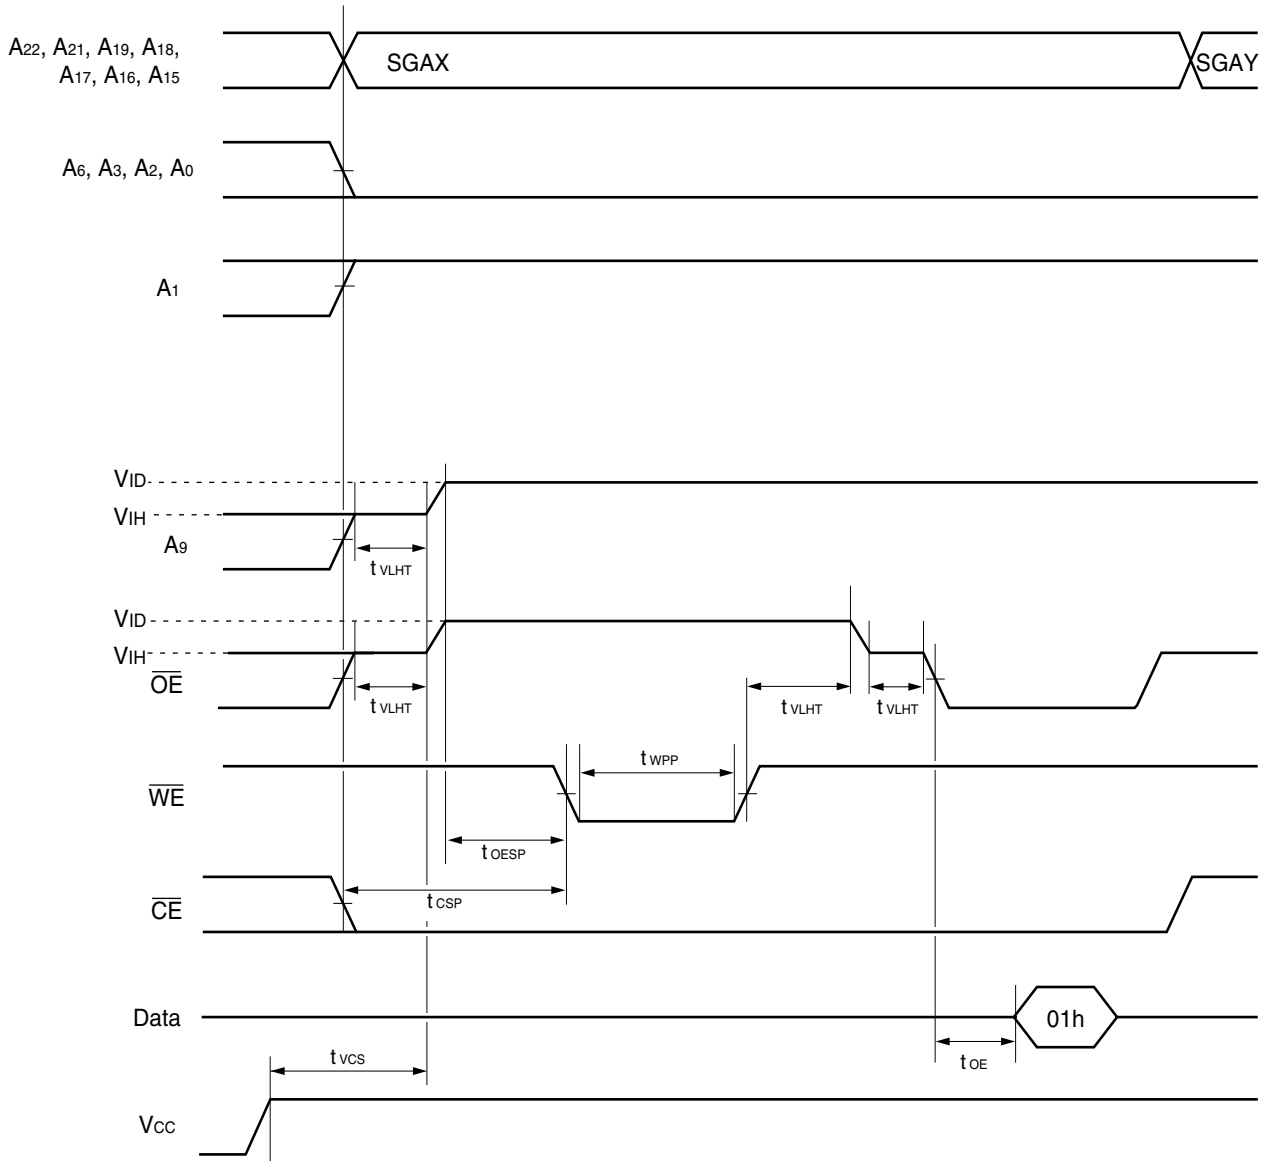 A22, A21, A19, A18,
A17, A16, A15
SGAX
SGAY
A6, A3, A2, A0
A1
VID
VIH
A9
tVLHT
VID
VIH
OE
tVLHT
tVLHT
tVLHT
WE
tWPP
tOESP
CE
tCSP
Data
01h
tOE
tVCS
VCC